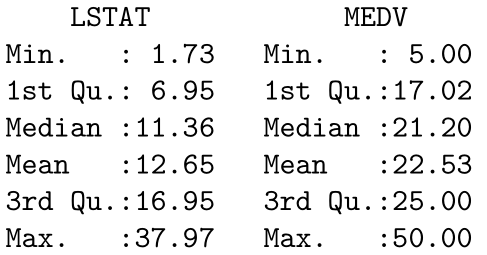 LSTAT MEDV
Min. : 1.73 Min. : 5.00
1st Qu.: 6.95 1st Qu.:17.02
Median :11.36 Median :21.20
Mean :12.65 Mean :22.53
3rd Qu.:16.95 3rd Qu.:25.00
Max. :37.97 Max. :50.00